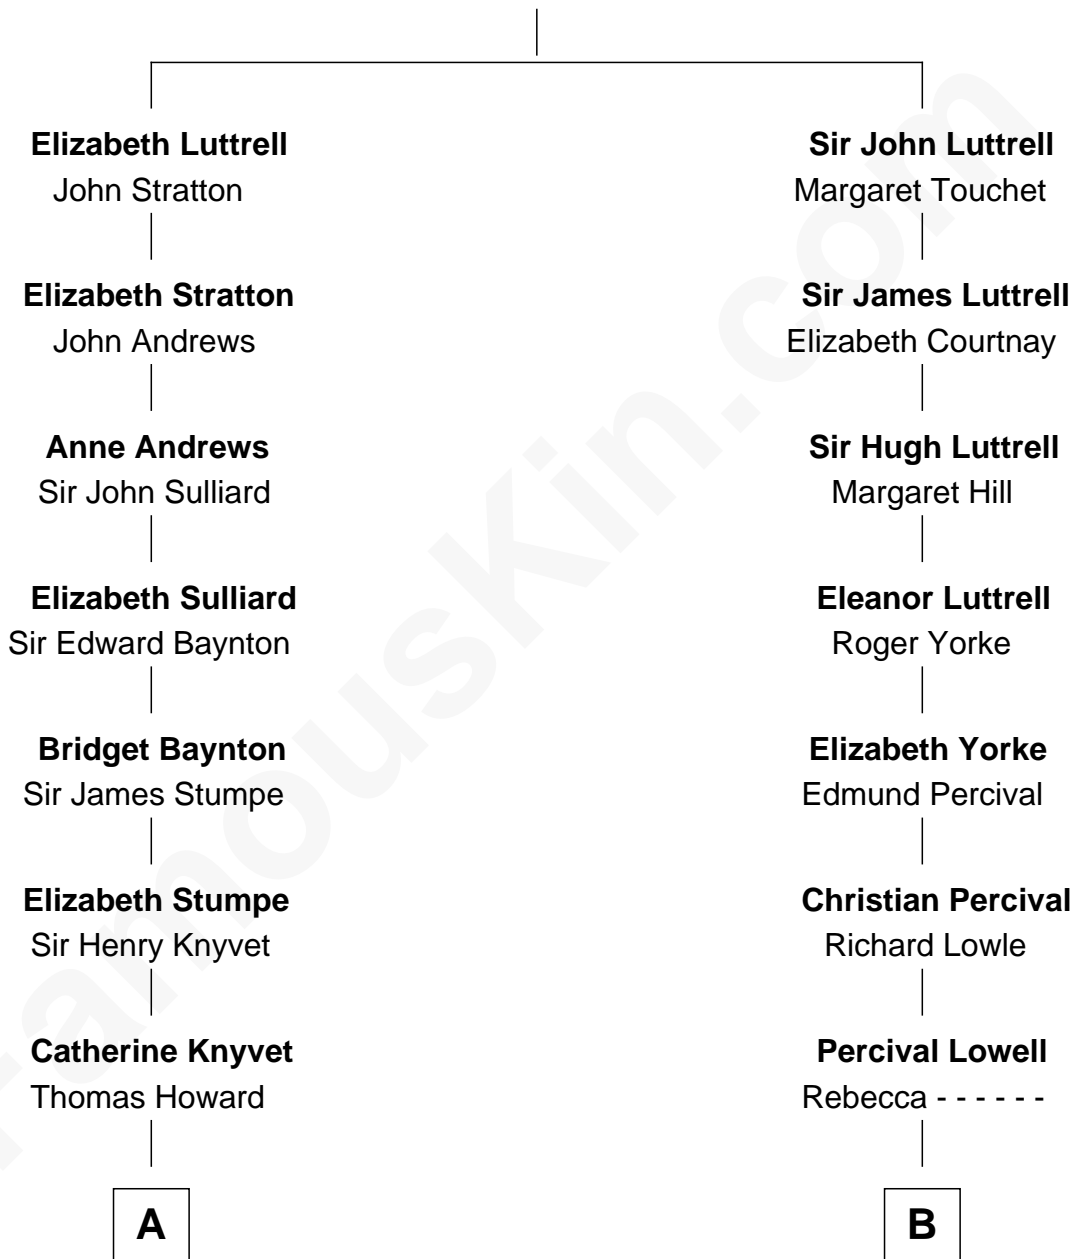 Elizabeth Luttrell
John Stratton
Elizabeth Stratton
John Andrews
Anne Andrews
Sir John Sulliard
Elizabeth Sulliard
Sir Edward Baynton
Bridget Baynton
Sir James Stumpe
Elizabeth Stumpe
Sir Henry Knyvet
Catherine Knyvet
Thomas Howard
A
Sir John Luttrell
Margaret Touchet
Sir James Luttrell
Elizabeth Courtnay
Sir Hugh Luttrell
Margaret Hill
Eleanor Luttrell
Roger Yorke
Elizabeth Yorke
Edmund Percival
Christian Percival
Richard Lowle
Percival Lowell
Rebecca - - - - - -
B
FamousKin.com